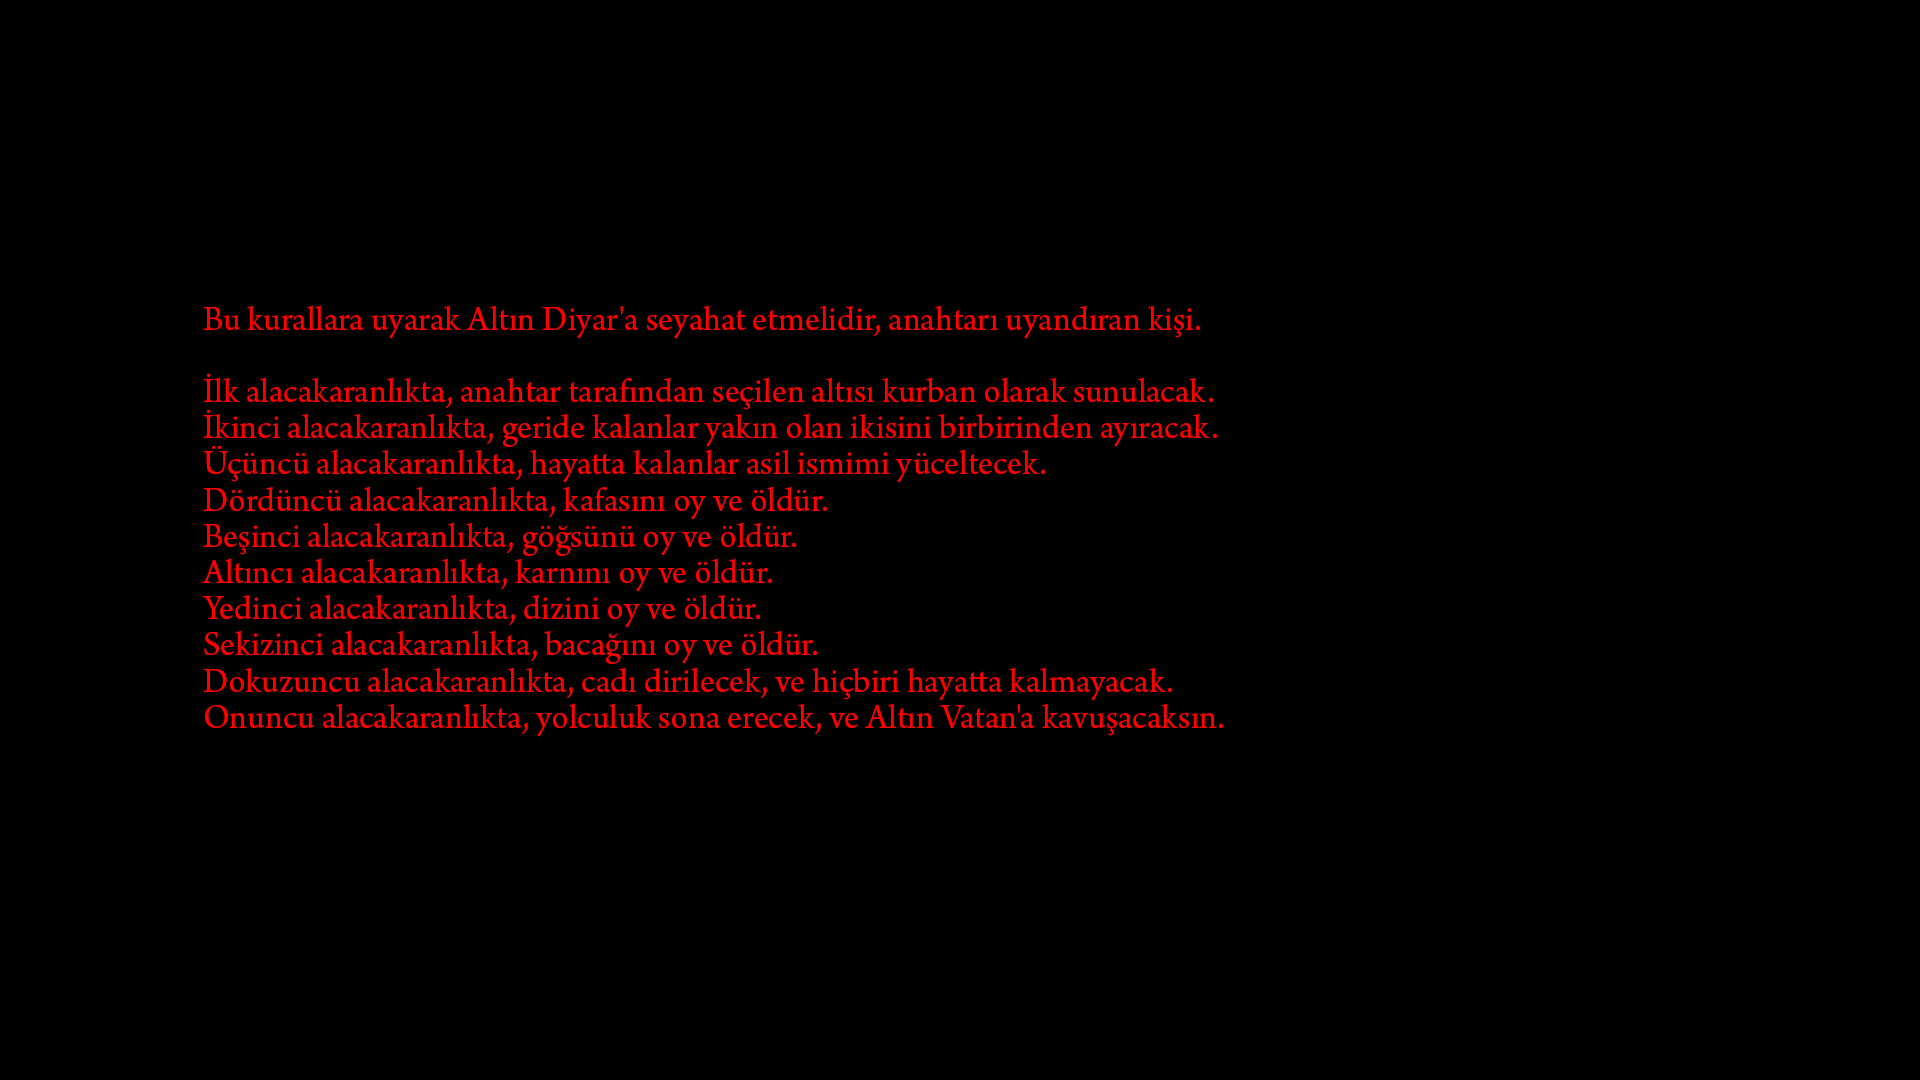 Bu kurallara uyarak Altın Diyar'a seyahat etmelidir, anahtarı uyandıran kişi.
İlk alacakaranlıkta, anahtar tarafından seçilen altısı kurban olarak sunulacak.
İkinci alacakaranlıkta, geride kalanlar yakın olan ikisini birbirinden ayıracak.
Üçüncü alacakaranlıkta, hayatta kalanlar asil ismimi yüceltecek.
Dördüncü alacakaranlıkta, kafasını oy ve öldür.
Beşinci alacakaranlıkta, göğsünü oy ve öldür.
Altıncı alacakaranlıkta, karnını oy ve öldür.
Yedinci alacakaranlıkta, dizini oy ve öldür.
Sekizinci alacakaranlıkta, bacağını oy ve öldür.
Dokuzuncu alacakaranlıkta, cadı dirilecek, ve hiçbiri hayatta kalmayacak.
Onuncu alacakaranlıkta, yolculuk sona erecek, ve Altın Vatan'a kavuşacaksın.